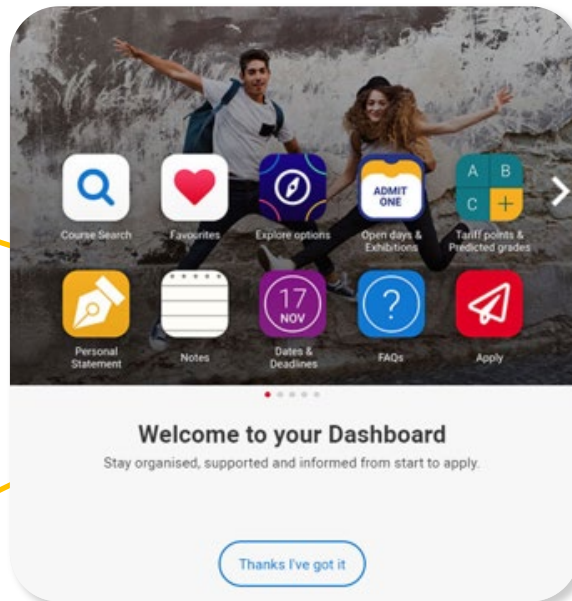 ADMIT
ONE
A B
C +
Course Search
Favourites
Explore options
Open days &
Exhibitions
Tariff points &
Predicted grades
17
NOV
?
Personal
Statement
Notes
Dates &
Deadlines
FAQs
Apply
Welcome to your Dashboard
Stay organised, supported and informed from start to apply.
Thanks I've got it